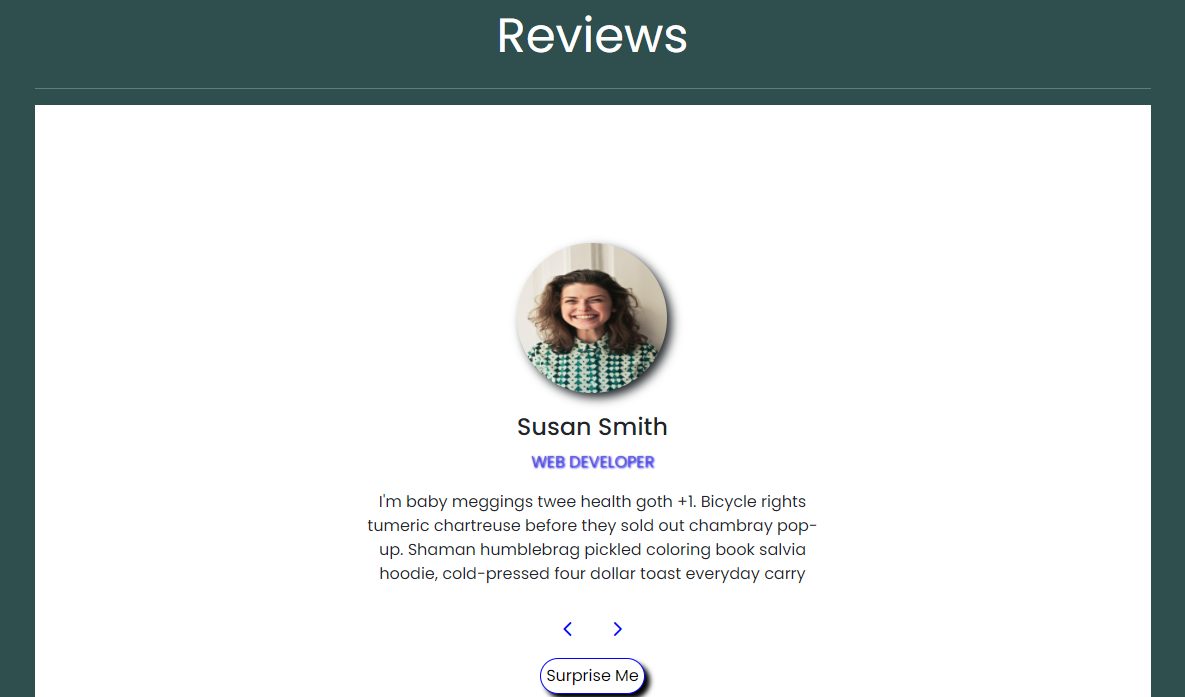 Reviews
Susan Smith
WEB DEVELOPER
I'm baby meggings twee health goth +1. Bicycle rights
tumeric chartreuse before they sold out chambray pop-
up. Shaman humblebrag pickled coloring book salvia
hoodie, cold-pressed four dollar toast everyday carry
Surprise Me